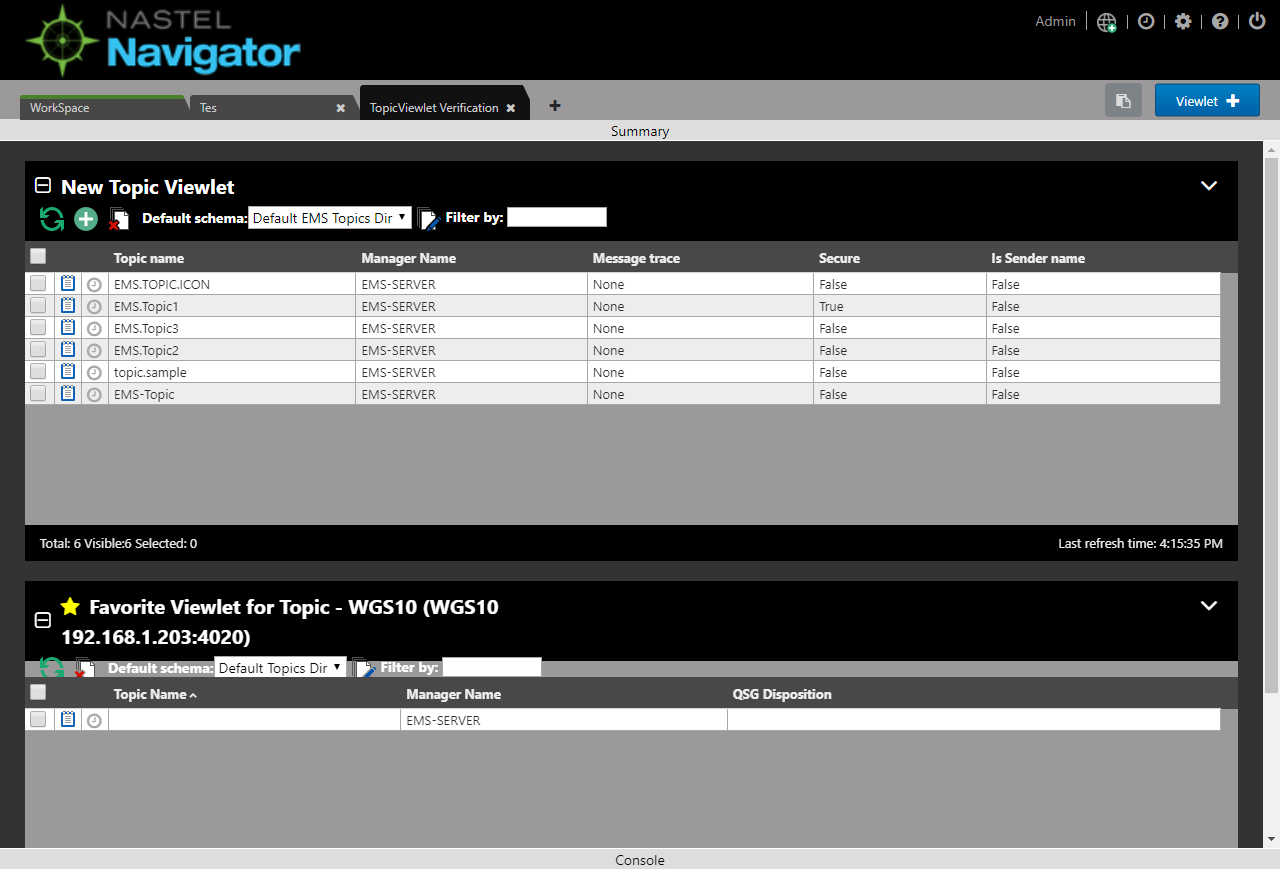 NASTEL
Navigator
Admin
WorkSpace
Tes
TopicViewlet Verification
Viewlet
Summary
New Topic Viewlet
Default schema: Default EMS Topics Dir Filter by:
Topic name Manager Name Message trace Secure Is Sender name
EMS.TOPIC.ICON EMS-SERVER None False False
EMS.Topic1 EMS-SERVER None True False
EMS.Topic3 EMS-SERVER None False False
EMS.Topic2 EMS-SERVER None False False
topic.sample EMS-SERVER None False False
EMS-Topic EMS-SERVER None False False
Total: 6 Visible:6 Selected: 0 Last refresh time: 4:15:35 PM
Favorite Viewlet for Topic - WGS10 (WGS10
192.168.1.203:4020)
Default schema: Default Topics Dir Filter by:
Topic Name Manager Name QSG Disposition
EMS-SERVER
Console